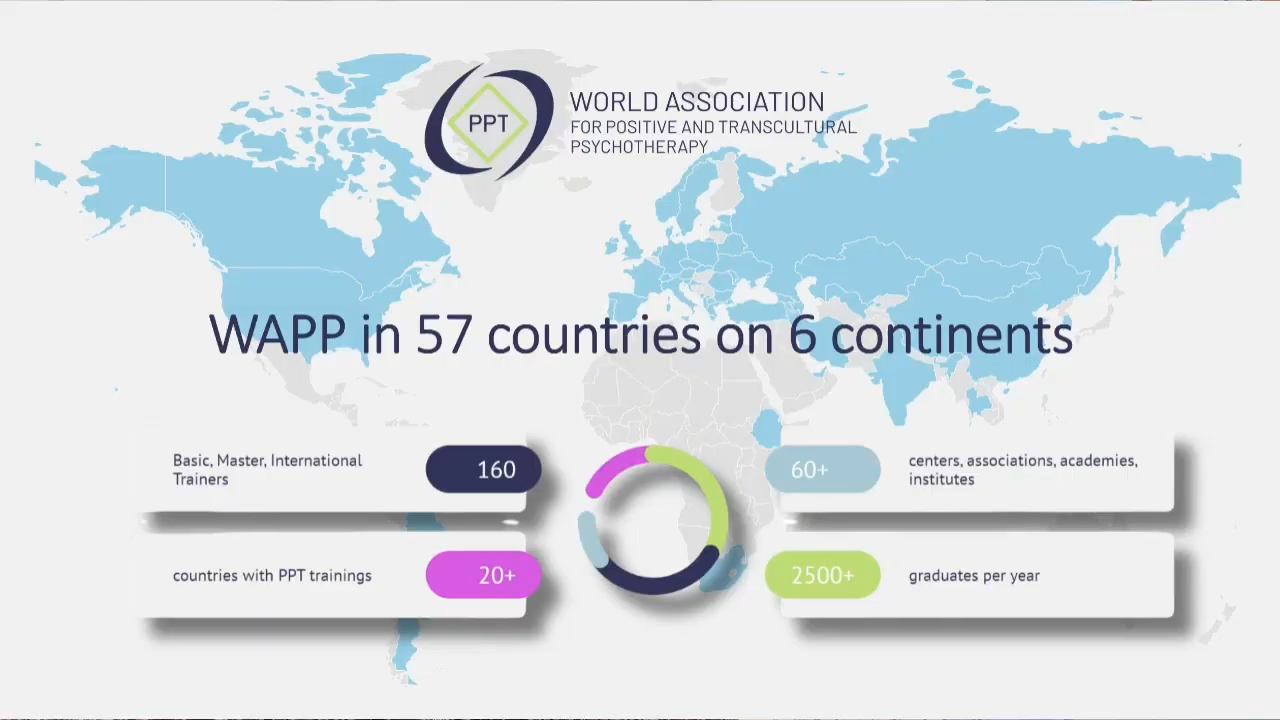 PPT
WORLD ASSOCIATION
FOR POSITIVE AND TRANSCULTURAL
PSYCHOTHERAPY
WAPP in 57 countries on 6 continents
Basic, Master, International
Trainers
160
60+
centers, associations, academies,
institutes
countries with PPT trainings
20+
2500+
graduates per year